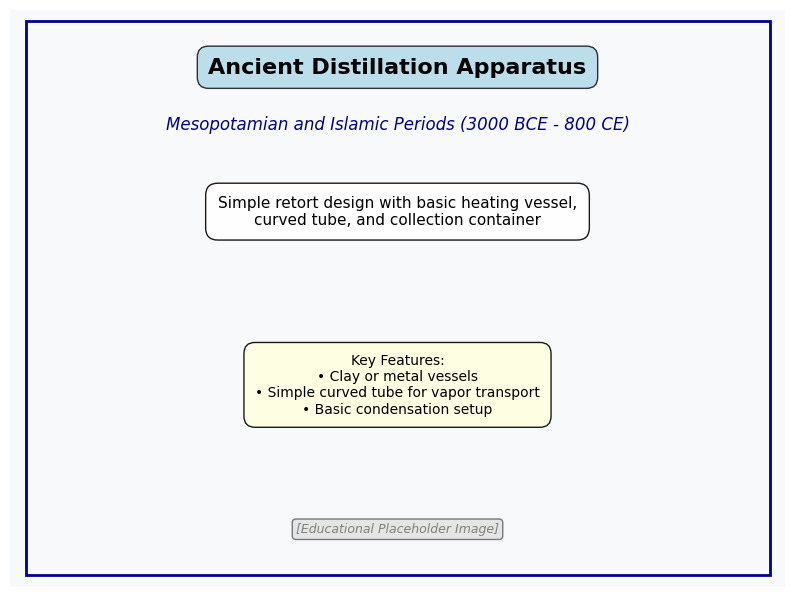 Ancient Distillation Apparatus
Mesopotamian and Islamic Periods (3000 BCE - 800 CE)
Simple retort design with basic heating vessel,
curved tube, and collection container
Key Features:
• Clay or metal vessels
• Simple curved tube for vapor transport
• Basic condensation setup
[Educational Placeholder Image]